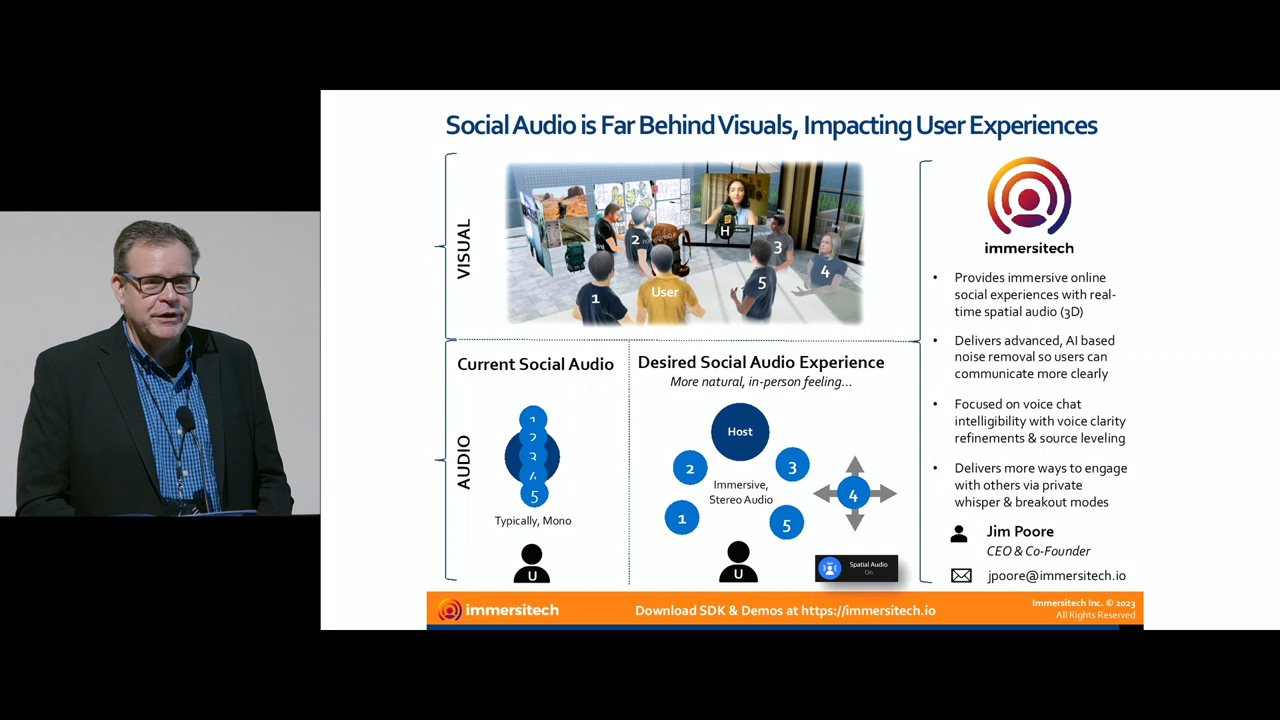 Social Audio is Far Behind Visuals, Impacting User Experiences
VISUAL
1
2
User
H
3
4
5
Current Social Audio
AUDIO
1
2
3
4
5
Typically, Mono
U
Desired Social Audio Experience
More natural, in-person feeling...
Host
2
3
Immersive,
Stereo Audio
4
1
5
U
Spatial Audio
On
immersitech
• Provides immersive online
social experiences with real-
time spatial audio (3D)
• Delivers advanced, AI based
noise removal so users can
communicate more clearly
• Focused on voice chat
intelligibility with voice clarity
refinements & source leveling
• Delivers more ways to engage
with others via private
whisper & breakout modes
Jim Poore
CEO & Co-Founder
jpoore@immersitech.io
immersitech
Download SDK & Demos at https://immersitech.io
Immersitech Inc. © 2023
All Rights Reserved